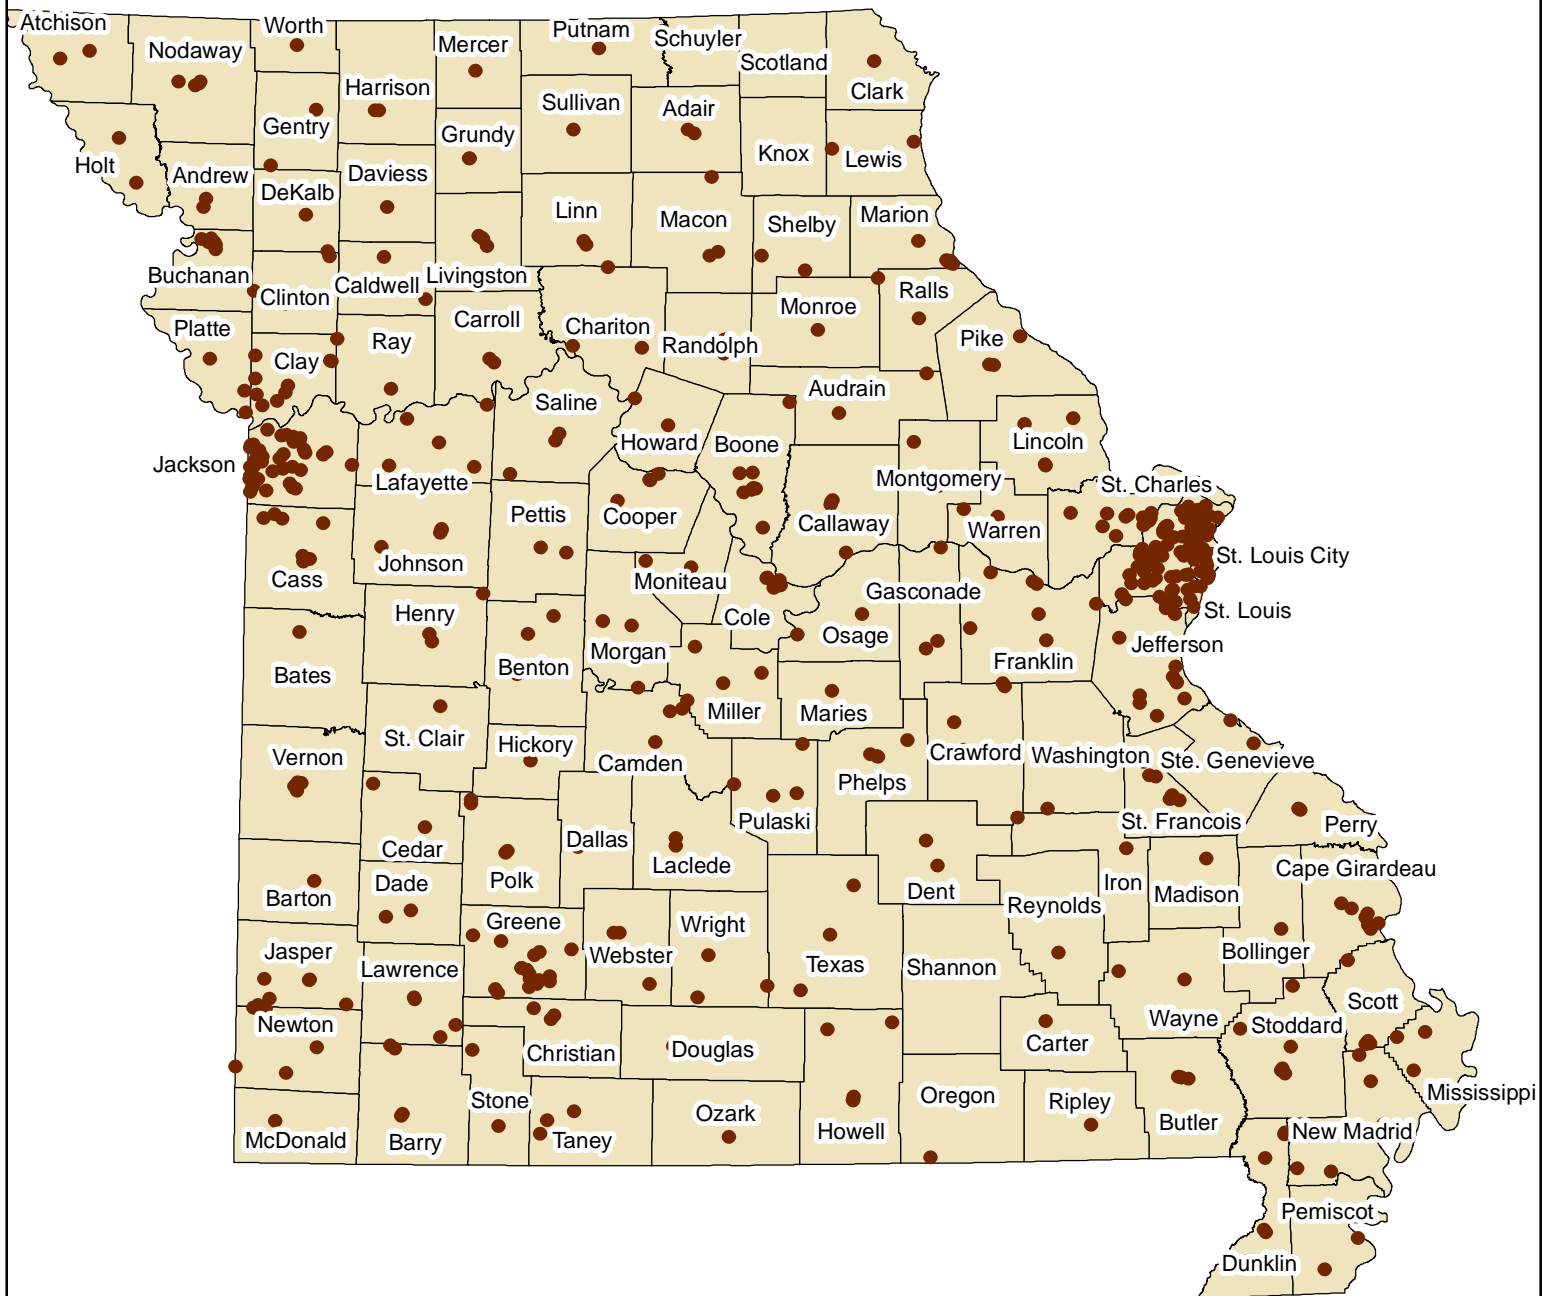 Atchison
Worth
Nodaway
Mercer
Putnam
Schuyler
Scotland
Harrison
Clark
Gentry
Sullivan
Adair
Grundy
Knox
Lewis
Holt
Andrew
DeKalb
Daviess
Linn
Macon
Shelby
Marion
Buchanan
Clinton
Caldwell
Livingston
Ralls
Monroe
Platte
Clay
Ray
Carroll
Chariton
Randolph
Pike
Audrain
Saline
Howard
Boone
Lincoln
Jackson
Lafayette
Montgomery
St. Charles
Pettis
Cooper
Callaway
Warren
St. Louis City
Cass
Johnson
Moniteau
Gasconade
St. Louis
Henry
Cole
Osage
Jefferson
Bates
Benton
Morgan
Franklin
Miller
Maries
St. Clair
Hickory
Camden
Crawford
Washington
Ste. Genevieve
Vernon
Phelps
Pulaski
St. Francois
Perry
Cedar
Dallas
Laclede
Barton
Dade
Polk
Dent
Iron
Madison
Cape Girardeau
Reynolds
Greene
Wright
Jasper
Lawrence
Webster
Texas
Shannon
Bollinger
Scott
Newton
Christian
Douglas
Carter
Wayne
Stoddard
Mississippi
Stone
Ozark
Oregon
Ripley
Butler
McDonald
Barry
Taney
Howell
New Madrid
Pemiscot
Dunklin